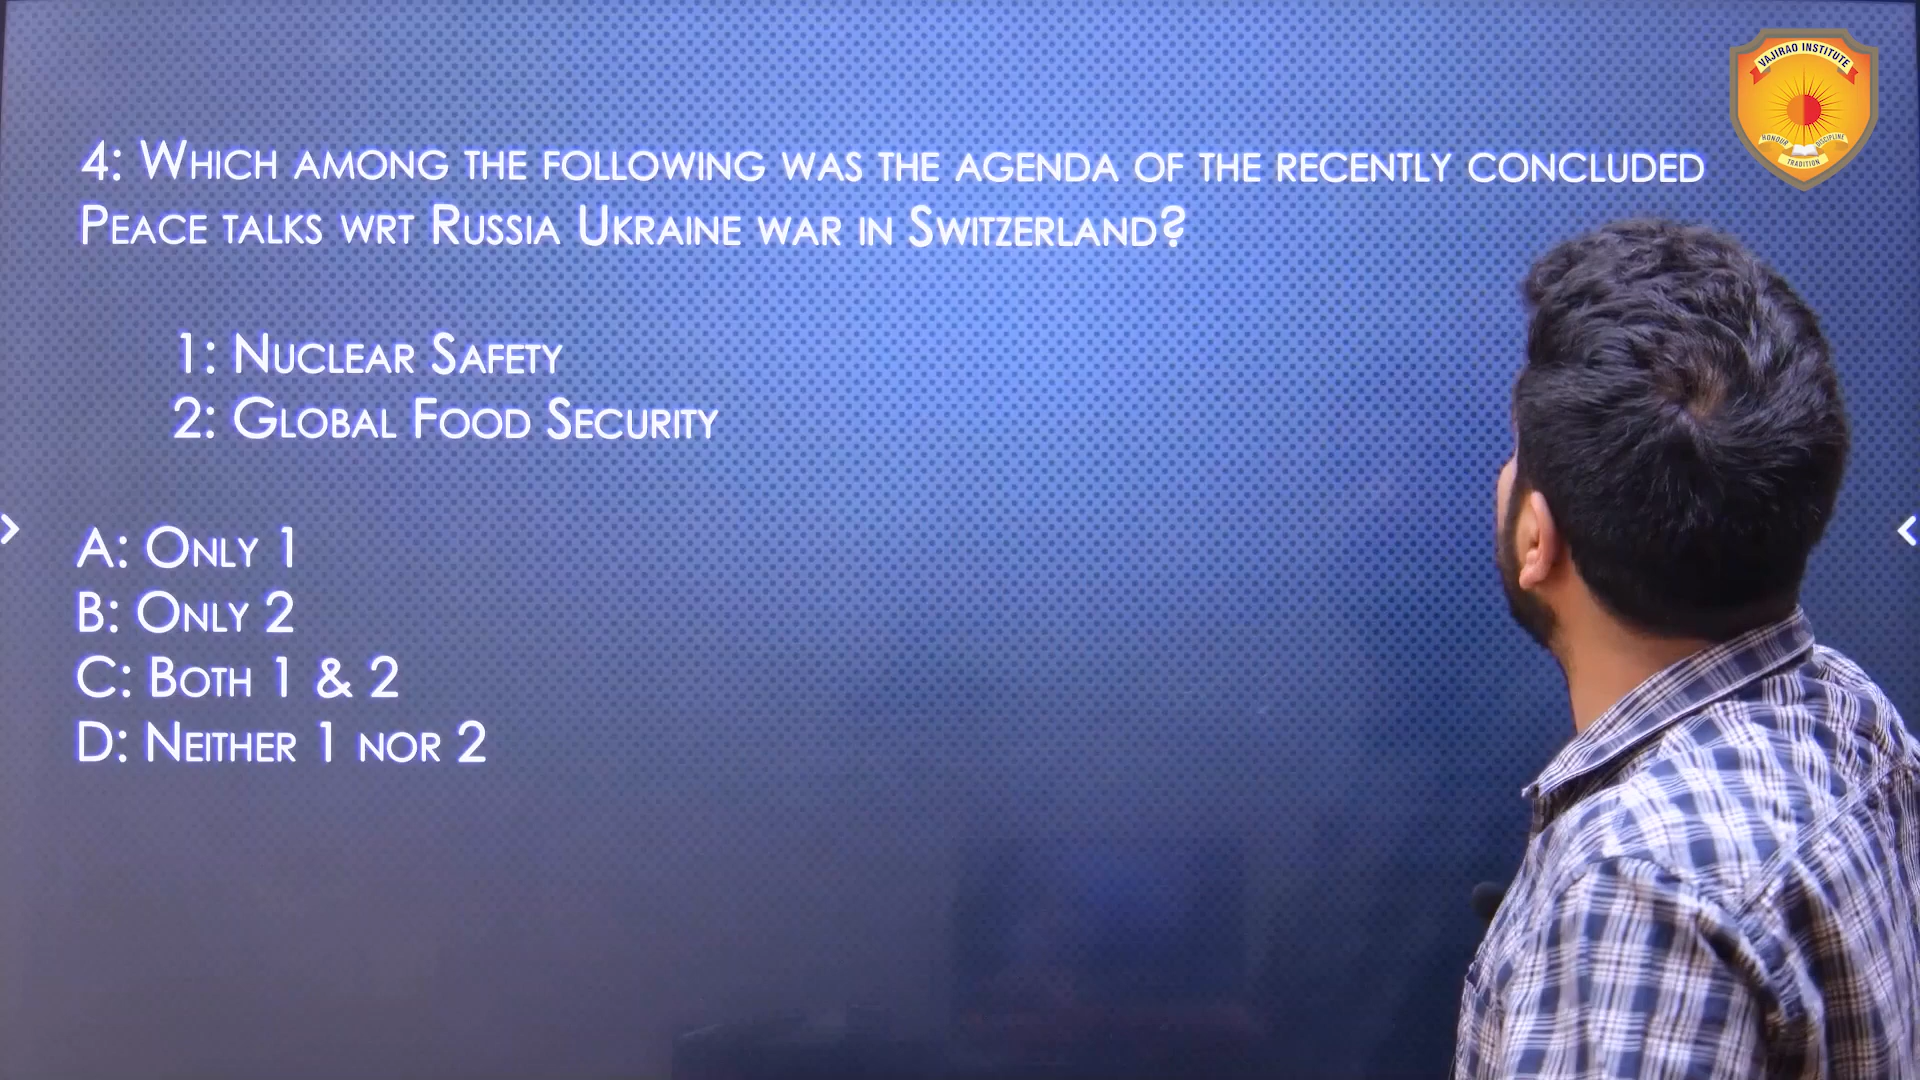 VAJIRAO INSTITUTE
HONOUR DISCIPLINE
TRADITION
4: Which among the following was the agenda of the recently concluded
Peace talks wrt Russia Ukraine war in Switzerland?
1: Nuclear Safety
2: Global Food Security
A: Only 1
B: Only 2
C: Both 1 & 2
D: Neither 1 nor 2